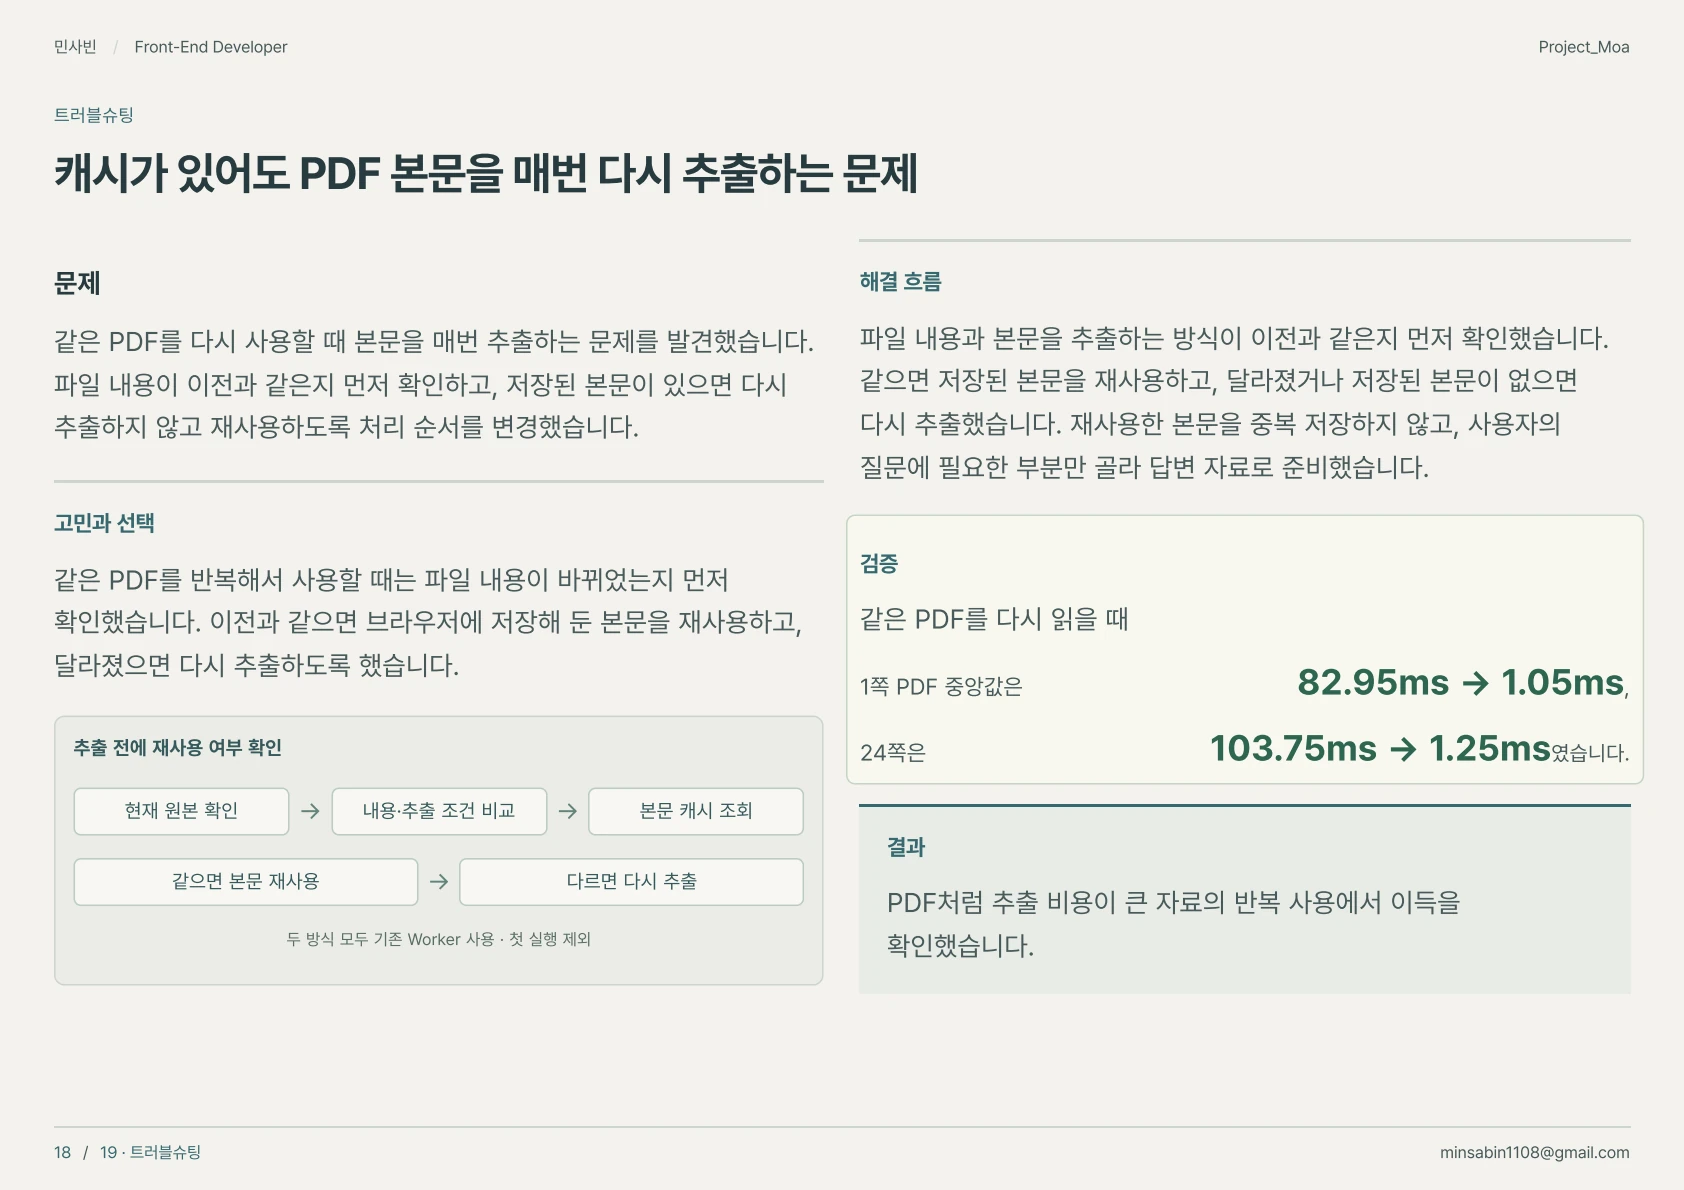 민사빈 / Front-End Developer
Project_Moa
트러블슈팅
캐시가 있어도 PDF 본문을 매번 다시 추출하는 문제
문제
같은 PDF를 다시 사용할 때 본문을 매번 추출하는 문제를 발견했습니다.
파일 내용이 이전과 같은지 먼저 확인하고, 저장된 본문이 있으면 다시
추출하지 않고 재사용하도록 처리 순서를 변경했습니다.
고민과 선택
같은 PDF를 반복해서 사용할 때는 파일 내용이 바뀌었는지 먼저
확인했습니다. 이전과 같으면 브라우저에 저장해 둔 본문을 재사용하고,
달라졌으면 다시 추출하도록 했습니다.
추출 전에 재사용 여부 확인
현재 원본 확인 → 내용·추출 조건 비교 → 본문 캐시 조회
같으면 본문 재사용 → 다르면 다시 추출
두 방식 모두 기존 Worker 사용 · 첫 실행 제외
해결 흐름
파일 내용과 본문을 추출하는 방식이 이전과 같은지 먼저 확인했습니다.
같으면 저장된 본문을 재사용하고, 달라졌거나 저장된 본문이 없으면
다시 추출했습니다. 재사용한 본문을 중복 저장하지 않고, 사용자의
질문에 필요한 부분만 골라 답변 자료로 준비했습니다.
검증
같은 PDF를 다시 읽을 때
1쪽 PDF 중앙값은 82.95ms → 1.05ms,
24쪽은 103.75ms → 1.25ms였습니다.
결과
PDF처럼 추출 비용이 큰 자료의 반복 사용에서 이득을
확인했습니다.
18 / 19 · 트러블슈팅
minsabin1108@gmail.com